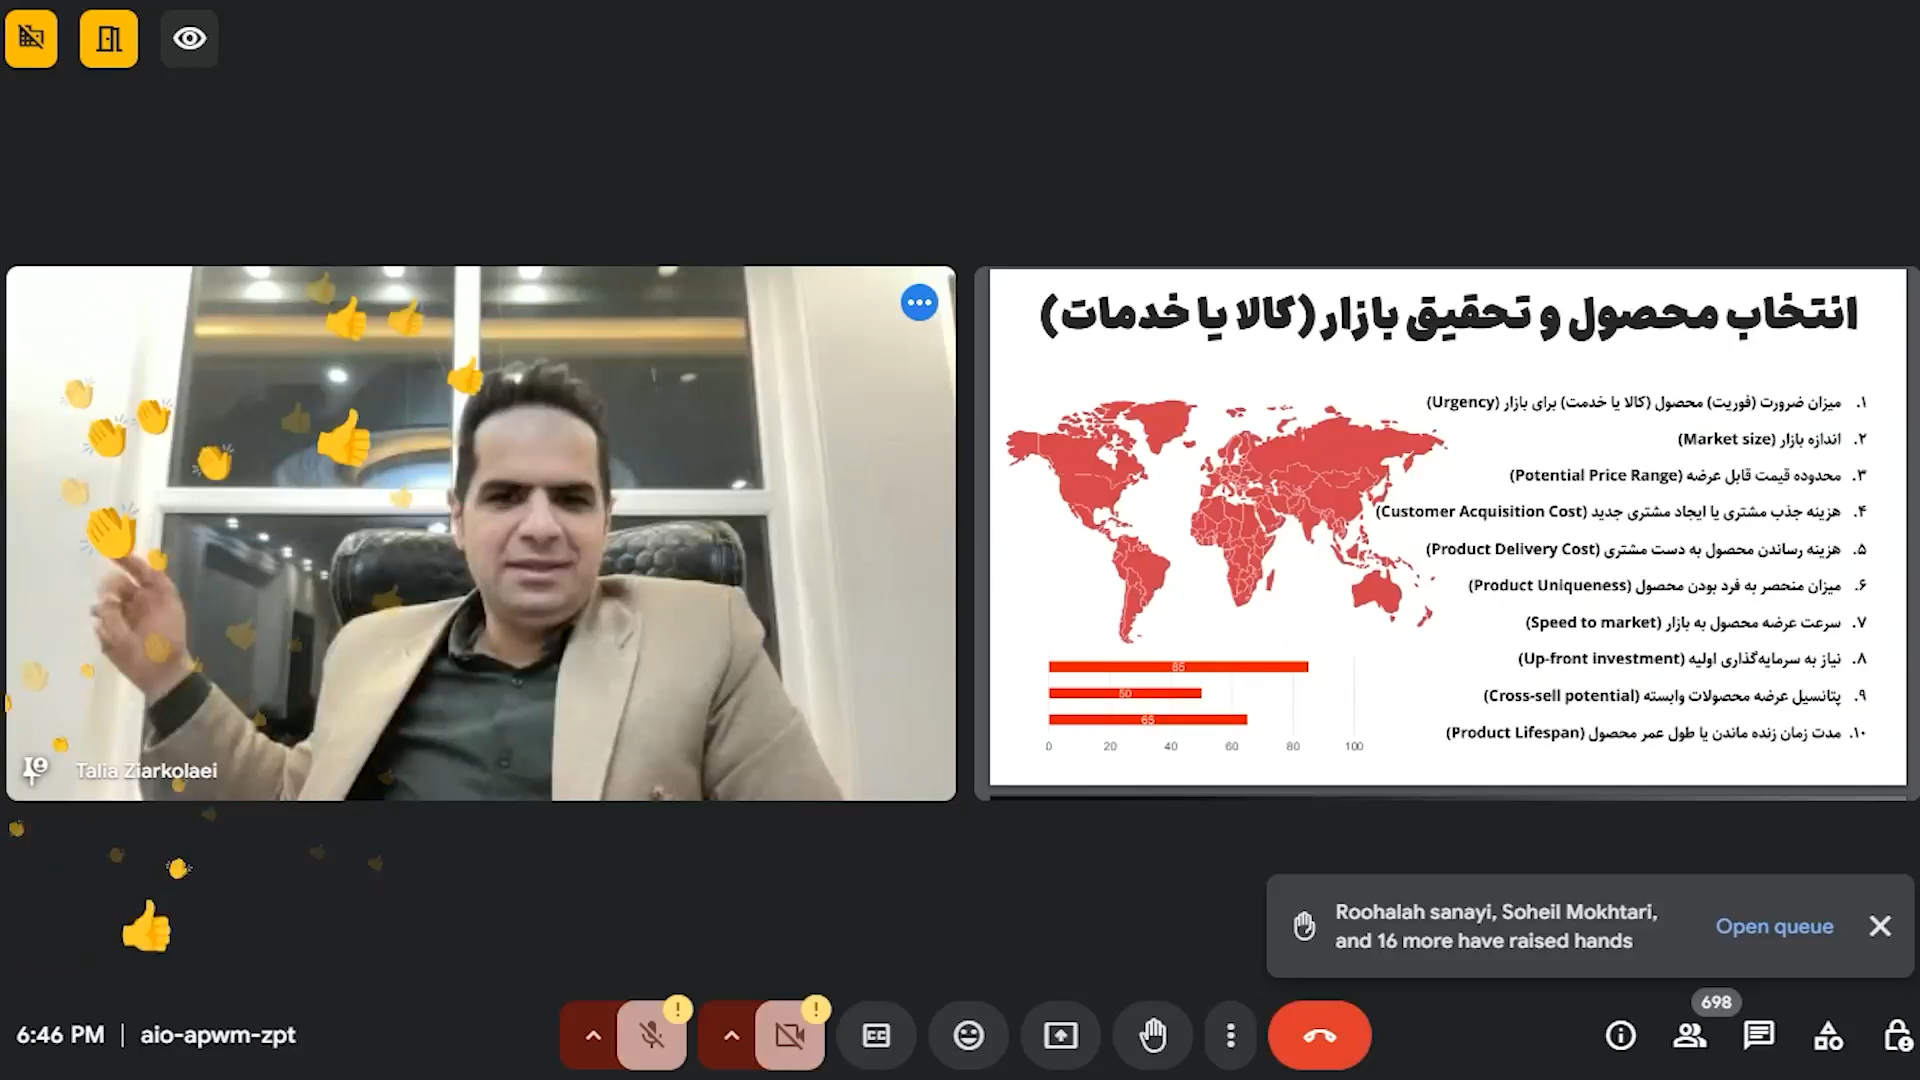 Talia Ziarkolaei
انتخاب محصول و تحقیق بازار (کالا یا خدمات)
۱. میزان ضرورت (فوریت) محصول (کالا یا خدمت) برای بازار (Urgency)
۲. اندازه بازار (Market size)
۳. محدوده قیمت قابل عرضه (Potential Price Range)
۴. هزینه جذب مشتری یا ایجاد مشتری جدید (Customer Acquisition Cost)
۵. هزینه رساندن محصول به دست مشتری (Product Delivery Cost)
۶. میزان منحصر به فرد بودن محصول (Product Uniqueness)
۷. سرعت عرضه محصول به بازار (Speed to market)
۸. نیاز به سرمایه‌گذاری اولیه (Up-front investment)
۹. پتانسیل عرضه محصولات وابسته (Cross-sell potential)
۱۰. مدت زمان زنده ماندن یا طول عمر محصول (Product Lifespan)
85
50
65
0 20 40 60 80 100
Roohalah sanayi, Soheil Mokhtari,
and 16 more have raised hands
Open queue
6:46 PM | aio-apwm-zpt
698